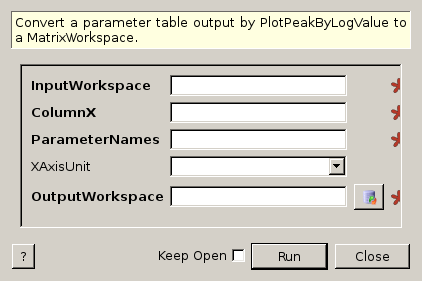 Convert a parameter table output by PlotPeakByLogValue to
a MatrixWorkspace.
InputWorkspace
ColumnX
ParameterNames
XAxisUnit
OutputWorkspace
? Keep Open Run Close